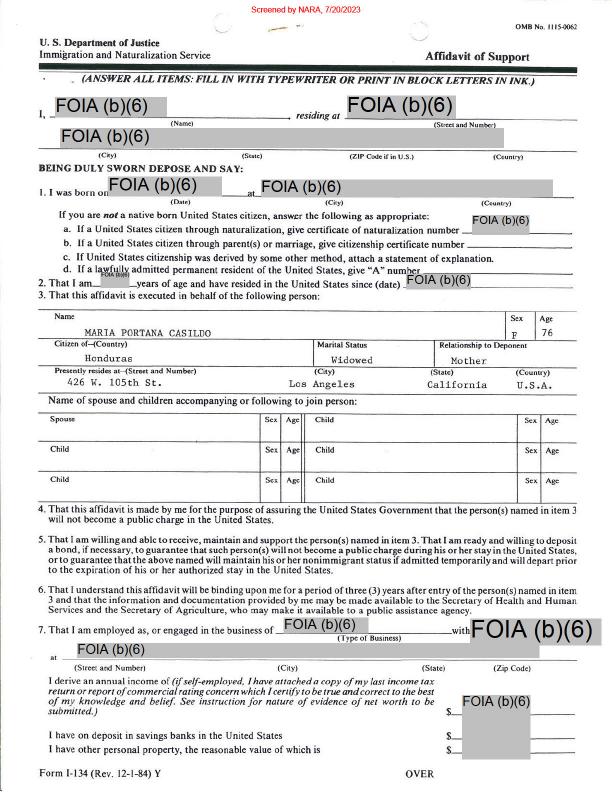 Screened by NARA, 7/20/2023
OMB No. 1115-0062
U. S. Department of Justice
Immigration and Naturalization Service
Affidavit of Support
(ANSWER ALL ITEMS: FILL IN WITH TYPEWRITER OR PRINT IN BLOCK LETTERS IN INK.)
I, FOIA (b)(6) , residing at FOIA (b)(6)
(Name) (Street and Number)
FOIA (b)(6)
(City) (State) (ZIP Code if in U.S.) (Country)
BEING DULY SWORN DEPOSE AND SAY:
1. I was born on FOIA (b)(6) at FOIA (b)(6)
(Date) (City) (Country)
If you are not a native born United States citizen, answer the following as appropriate:
a. If a United States citizen through naturalization, give certificate of naturalization number FOIA (b)(6)
b. If a United States citizen through parent(s) or marriage, give citizenship certificate number
c. If United States citizenship was derived by some other method, attach a statement of explanation.
d. If a lawfully admitted permanent resident of the United States, give "A" number
2. That I am FOIA (b)(6) years of age and have resided in the United States since (date) FOIA (b)(6)
3. That this affidavit is executed in behalf of the following person:
Name Sex Age
MARIA PORTANA CASILDO F 76
Citizen of--(Country) Marital Status Relationship to Deponent
Honduras Widowed Mother
Presently resides at--(Street and Number) (City) (State) (Country)
426 W. 105th St. Los Angeles California U.S.A.
Name of spouse and children accompanying or following to join person:
Spouse Sex Age Child Sex Age
Child Sex Age Child Sex Age
Child Sex Age Child Sex Age
4. That this affidavit is made by me for the purpose of assuring the United States Government that the person(s) named in item 3
will not become a public charge in the United States.
5. That I am willing and able to receive, maintain and support the person(s) named in item 3. That I am ready and willing to deposit
a bond, if necessary, to guarantee that such person(s) will not become a public charge during his or her stay in the United States,
or to guarantee that the above named will maintain his or her nonimmigrant status if admitted temporarily and will depart prior
to the expiration of his or her authorized stay in the United States.
6. That I understand this affidavit will be binding upon me for a period of three (3) years after entry of the person(s) named in item
3 and that the information and documentation provided by me may be made available to the Secretary of Health and Human
Services and the Secretary of Agriculture, who may make it available to a public assistance agency.
7. That I am employed as, or engaged in the business of FOIA (b)(6) with FOIA (b)(6)
(Type of Business)
at FOIA (b)(6)
(Street and Number) (City) (State) (Zip Code)
I derive an annual income of (if self-employed, I have attached a copy of my last income tax
return or report of commercial rating concern which I certify to be true and correct to the best
of my knowledge and belief. See instruction for nature of evidence of net worth to be
submitted.) $ FOIA (b)(6)
I have on deposit in savings banks in the United States $
I have other personal property, the reasonable value of which is $
Form I-134 (Rev. 12-1-84) Y OVER